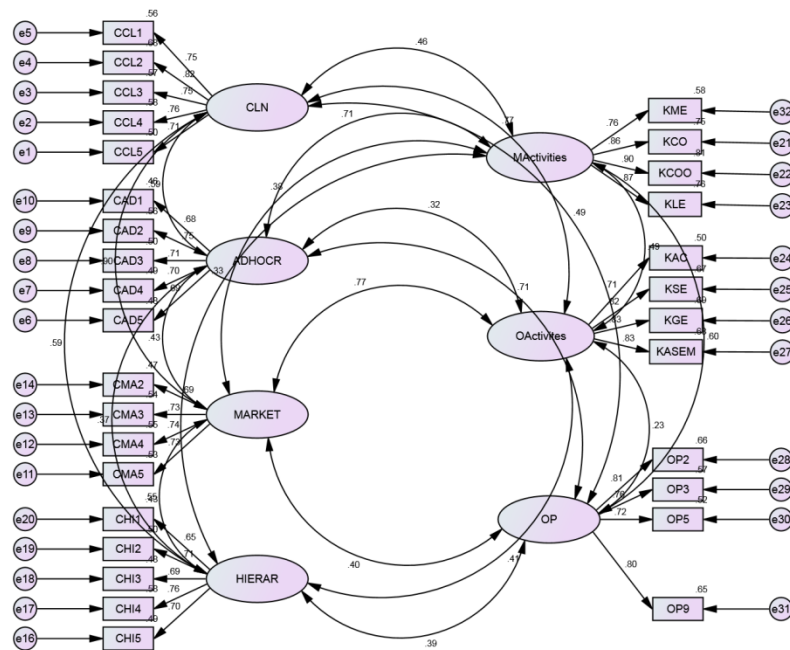 .56
e5 CCL1
.68
.75
e4 CCL2
.57
.82
e3 CCL3
.75
.58
e2 CCL4
.76
.50
e1 CCL5
.71
CLN
.46
.71
.77
.58
e32 KME
.76
.75
e21 KCO
.86
.81
e22 KCOO
.90
.76
e23 KLE
.87
MActivities
.38
.49
.46
.59
e10 CAD1
.56
.68
e9 CAD2
.50
.75
e8 CAD3
.71
.49
e7 CAD4
.70
.48
e6 CAD5
.69
ADHOCR
.33
.32
.71
.49
.50
e24 KAC
.71
.67
e25 KSE
.82
.69
e26 KGE
.83
.68
e27 KASEM
.83
OActivites
.60
.90
.77
.43
.59
.47
e14 CMA2
.69
.54
e13 CMA3
.73
.55
e12 CMA4
.74
.53
e11 CMA5
.73
MARKET
.37
.23
.43
.55
e20 CHI1
.65
.50
e19 CHI2
.71
.48
e18 CHI3
.69
.58
e17 CHI4
.76
.49
e16 CHI5
.70
HIERAR
.40
.41
.39
.66
e28 OP2
.81
.57
e29 OP3
.76
.52
e30 OP5
.72
OP
.80
.65
e31 OP9